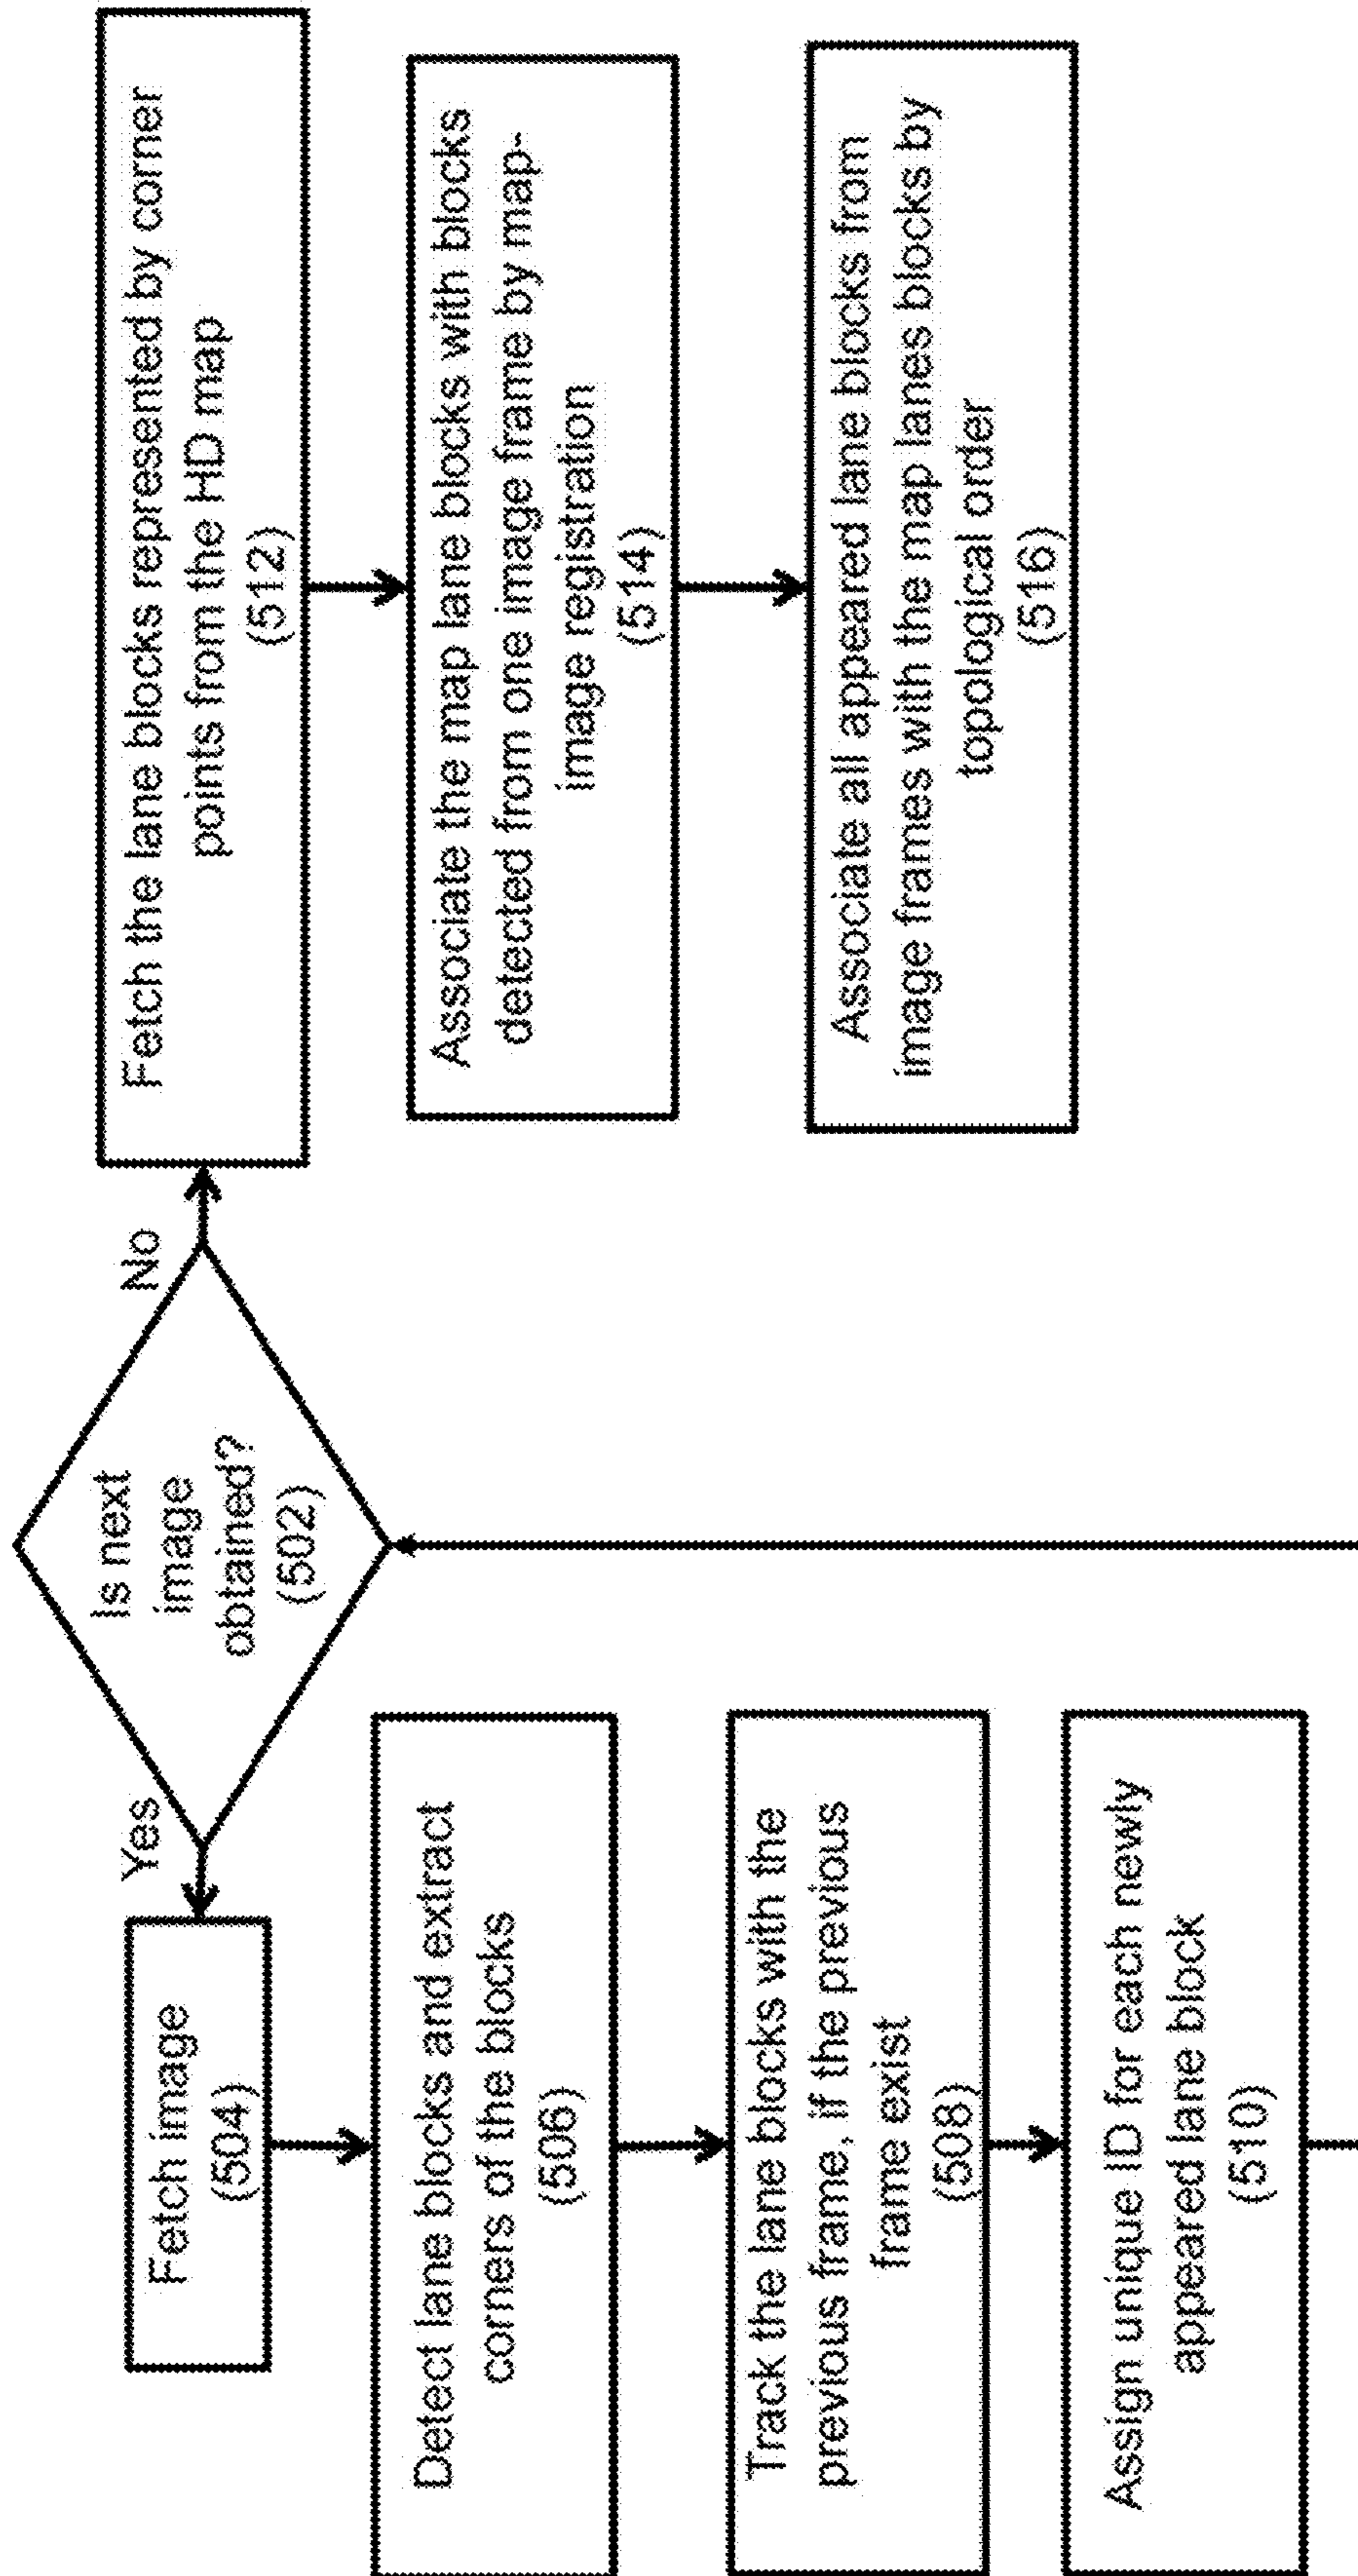 Is next
image
obtained?
(502)
Yes
No
Fetch image
(504)
Detect lane blocks and extract
corners of the blocks
(506)
Track the lane blocks with the
previous frame, if the previous
frame exist
(508)
Assign unique ID for each newly
appeared lane block
(510)
Fetch the lane blocks represented by corner
points from the HD map
(512)
Associate the map lane blocks with blocks
detected from one image frame by map-
image registration
(514)
Associate all appeared lane blocks from
image frames with the map lanes blocks by
topological order
(516)